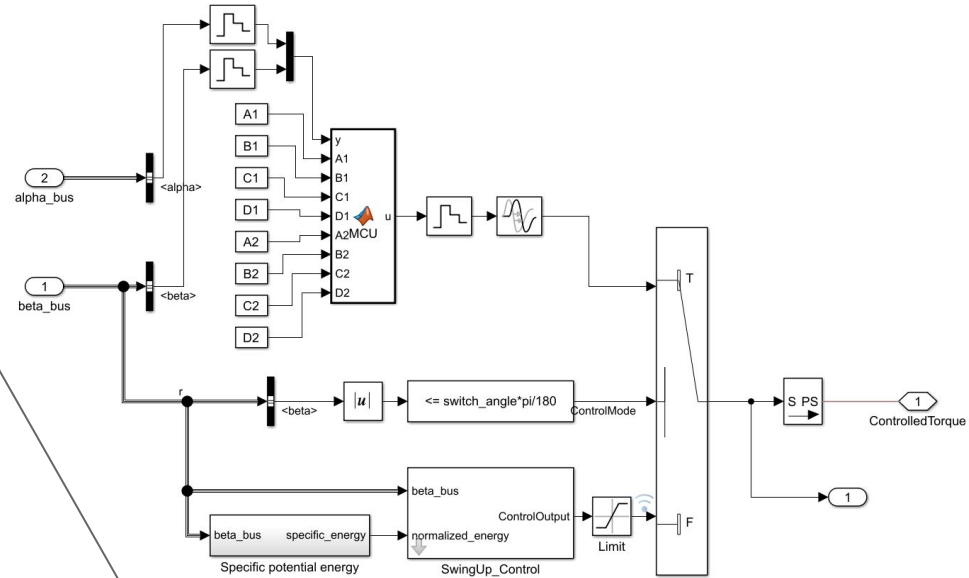 A1
B1
C1
D1
A2
B2
C2
D2
y
A1
B1
C1
D1
A2
B2
C2
D2
u
MCU
2
alpha_bus
<alpha>
1
beta_bus
<beta>
r
<beta>
|u|
<= switch_angle*pi/180
ControlMode
T
F
S PS
1
ControlledTorque
1
beta_bus
ControlOutput
normalized_energy
SwingUp_Control
Limit
beta_bus specific_energy
Specific potential energy